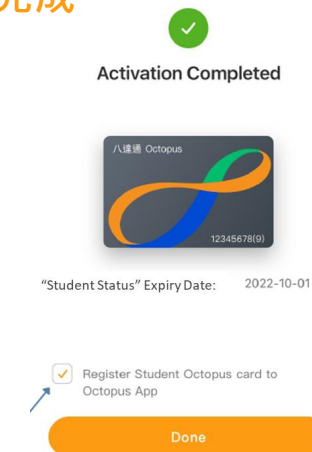 完成
Activation Completed
八達通 Octopus
12345678(9)
“Student Status” Expiry Date: 2022-10-01
Register Student Octopus card to
Octopus App
Done